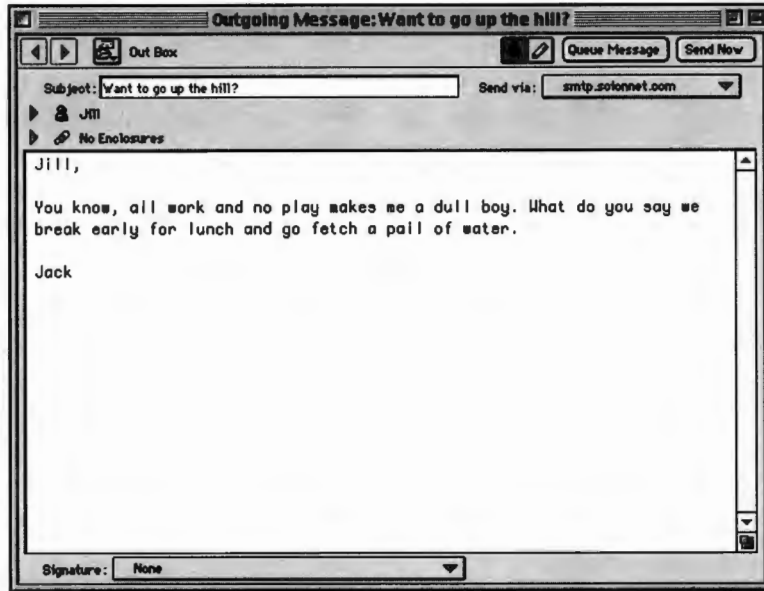 Outgoing Message: Want to go up the hill?
Out Box Queue Message Send Now
Subject: Want to go up the hill? Send via: smtp.solonnet.com
Jill
No Enclosures
Jill,
You know, all work and no play makes me a dull boy. What do you say we
break early for lunch and go fetch a pail of water.
Jack
Signature: None